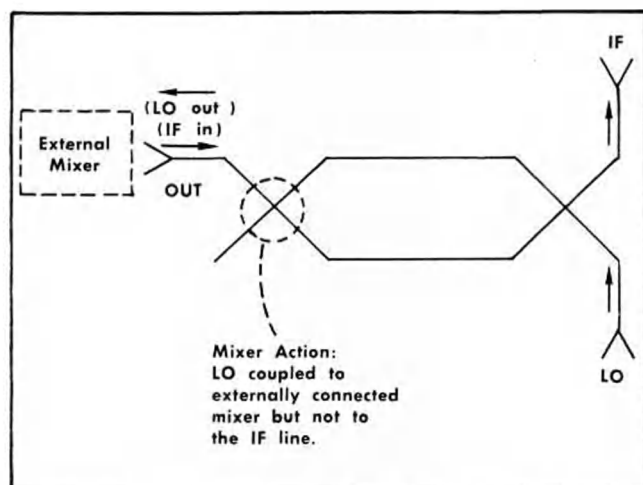 IF
(LO out)
(IF in)
External
Mixer
OUT
Mixer Action:
LO coupled to
externally connected
mixer but not to
the IF line.
LO